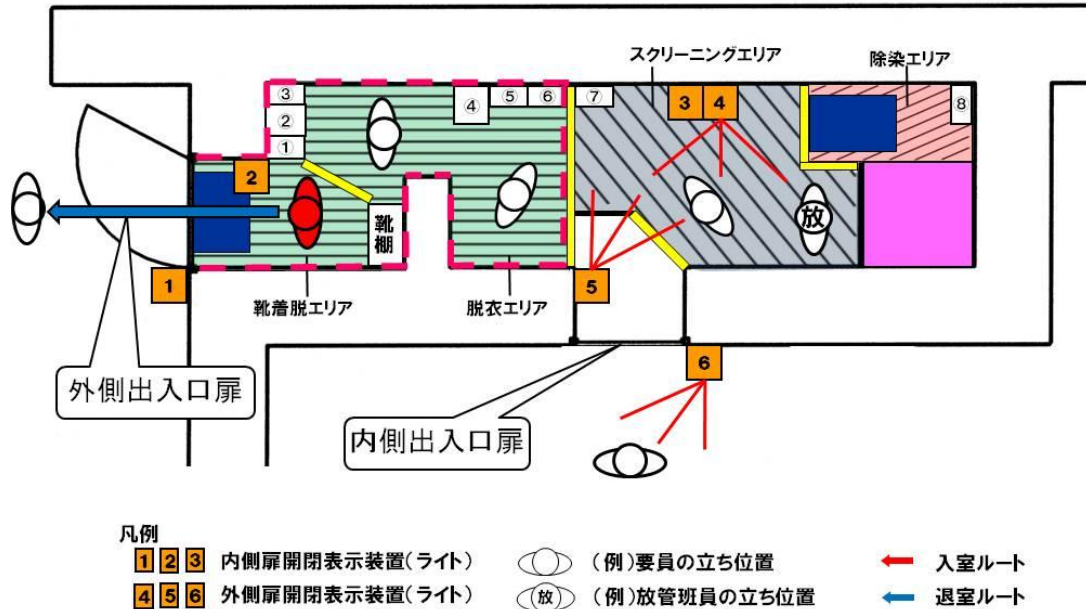 スクリーニングエリア
除染エリア
③
②
①
④
⑤
⑥
⑦
3
4
⑧
2
靴棚
放
1
靴着脱エリア
脱衣エリア
5
6
外側出入口扉
内側出入口扉
凡例
1 2 3 内側扉開閉表示装置(ライト) (例)要員の立ち位置 入室ルート
4 5 6 外側扉開閉表示装置(ライト) 放 (例)放管班員の立ち位置 退室ルート